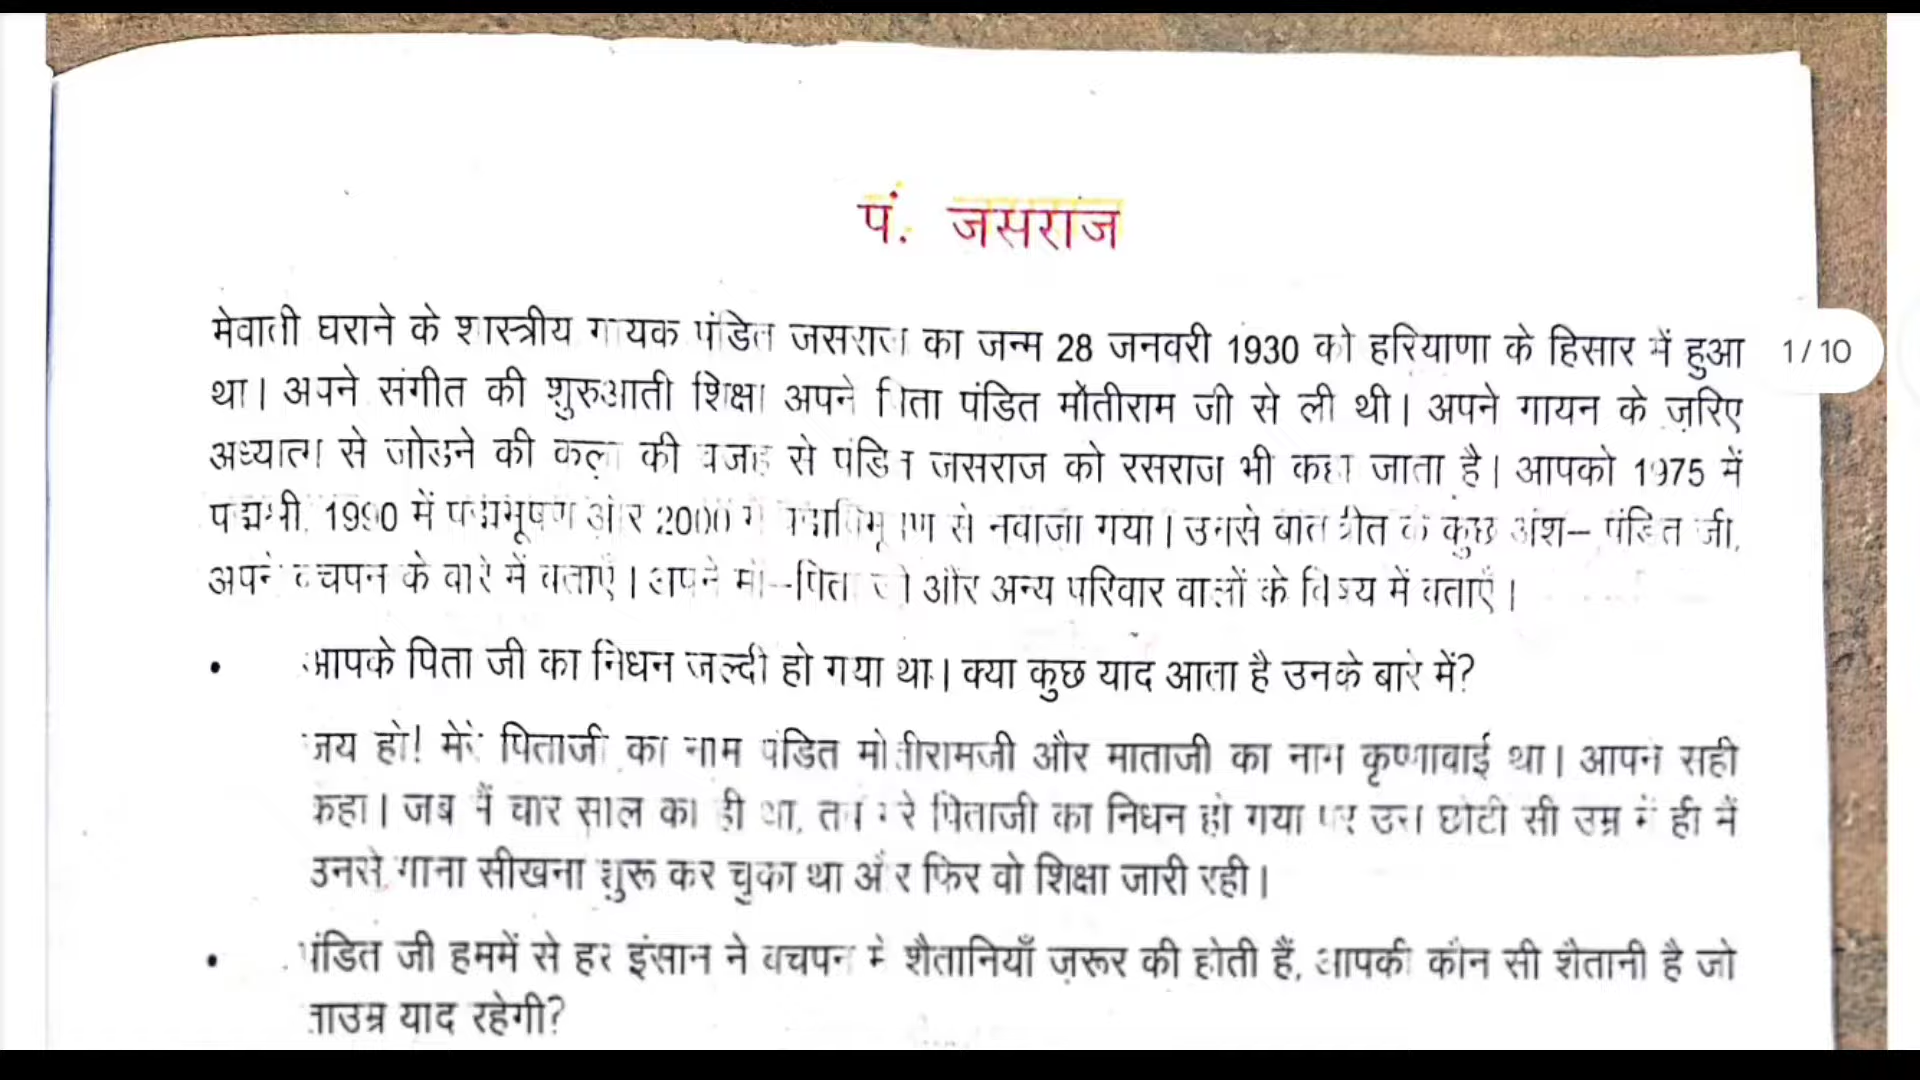 पं. जसराज
मेवाती घराने के शास्त्रीय गायक पंडित जसराज का जन्म 28 जनवरी 1930 को हरियाणा के हिसार में हुआ
1/10
था। अपने संगीत की शुरुआती शिक्षा अपने पिता पंडित मोतीराम जी से ली थी। अपने गायन के ज़रिए
अध्यात्म से जोडने की कला की वजह से पंडित जसराज को रसराज भी कहा जाता है। आपको 1975 में
पद्मश्री, 1990 में पद्मभूषण और 2000 में पद्मविभूषण से नवाजा गया। उनसे बातचीत के कुछ अंश– पंडित जी,
अपने बचपन के बारे में बताएँ। अपने माँ–पिता जी और अन्य परिवार वालों के विषय में बताएँ।
• आपके पिता जी का निधन जल्दी हो गया था। क्या कुछ याद आता है उनके बारे में?
जय हो! मेरे पिताजी का नाम पंडित मोतीरामजी और माताजी का नाम कृष्णाबाई था। आपने सही
कहा। जब मैं चार साल का ही था, तब मेरे पिताजी का निधन हो गया पर उस छोटी सी उम्र में ही मैं
उनसे गाना सीखना शुरू कर चुका था और फिर वो शिक्षा जारी रही।
• पंडित जी हममें से हर इंसान ने बचपन मे शैतानियाँ ज़रूर की होती हैं, आपकी कौन सी शैतानी है जो
ताउम्र याद रहेगी?